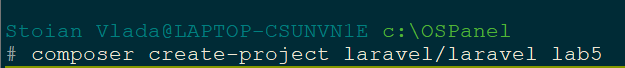 Stoian Vlada@LAPTOP-CSUNVN1E c:\OSPanel
# composer create-project laravel/laravel lab5